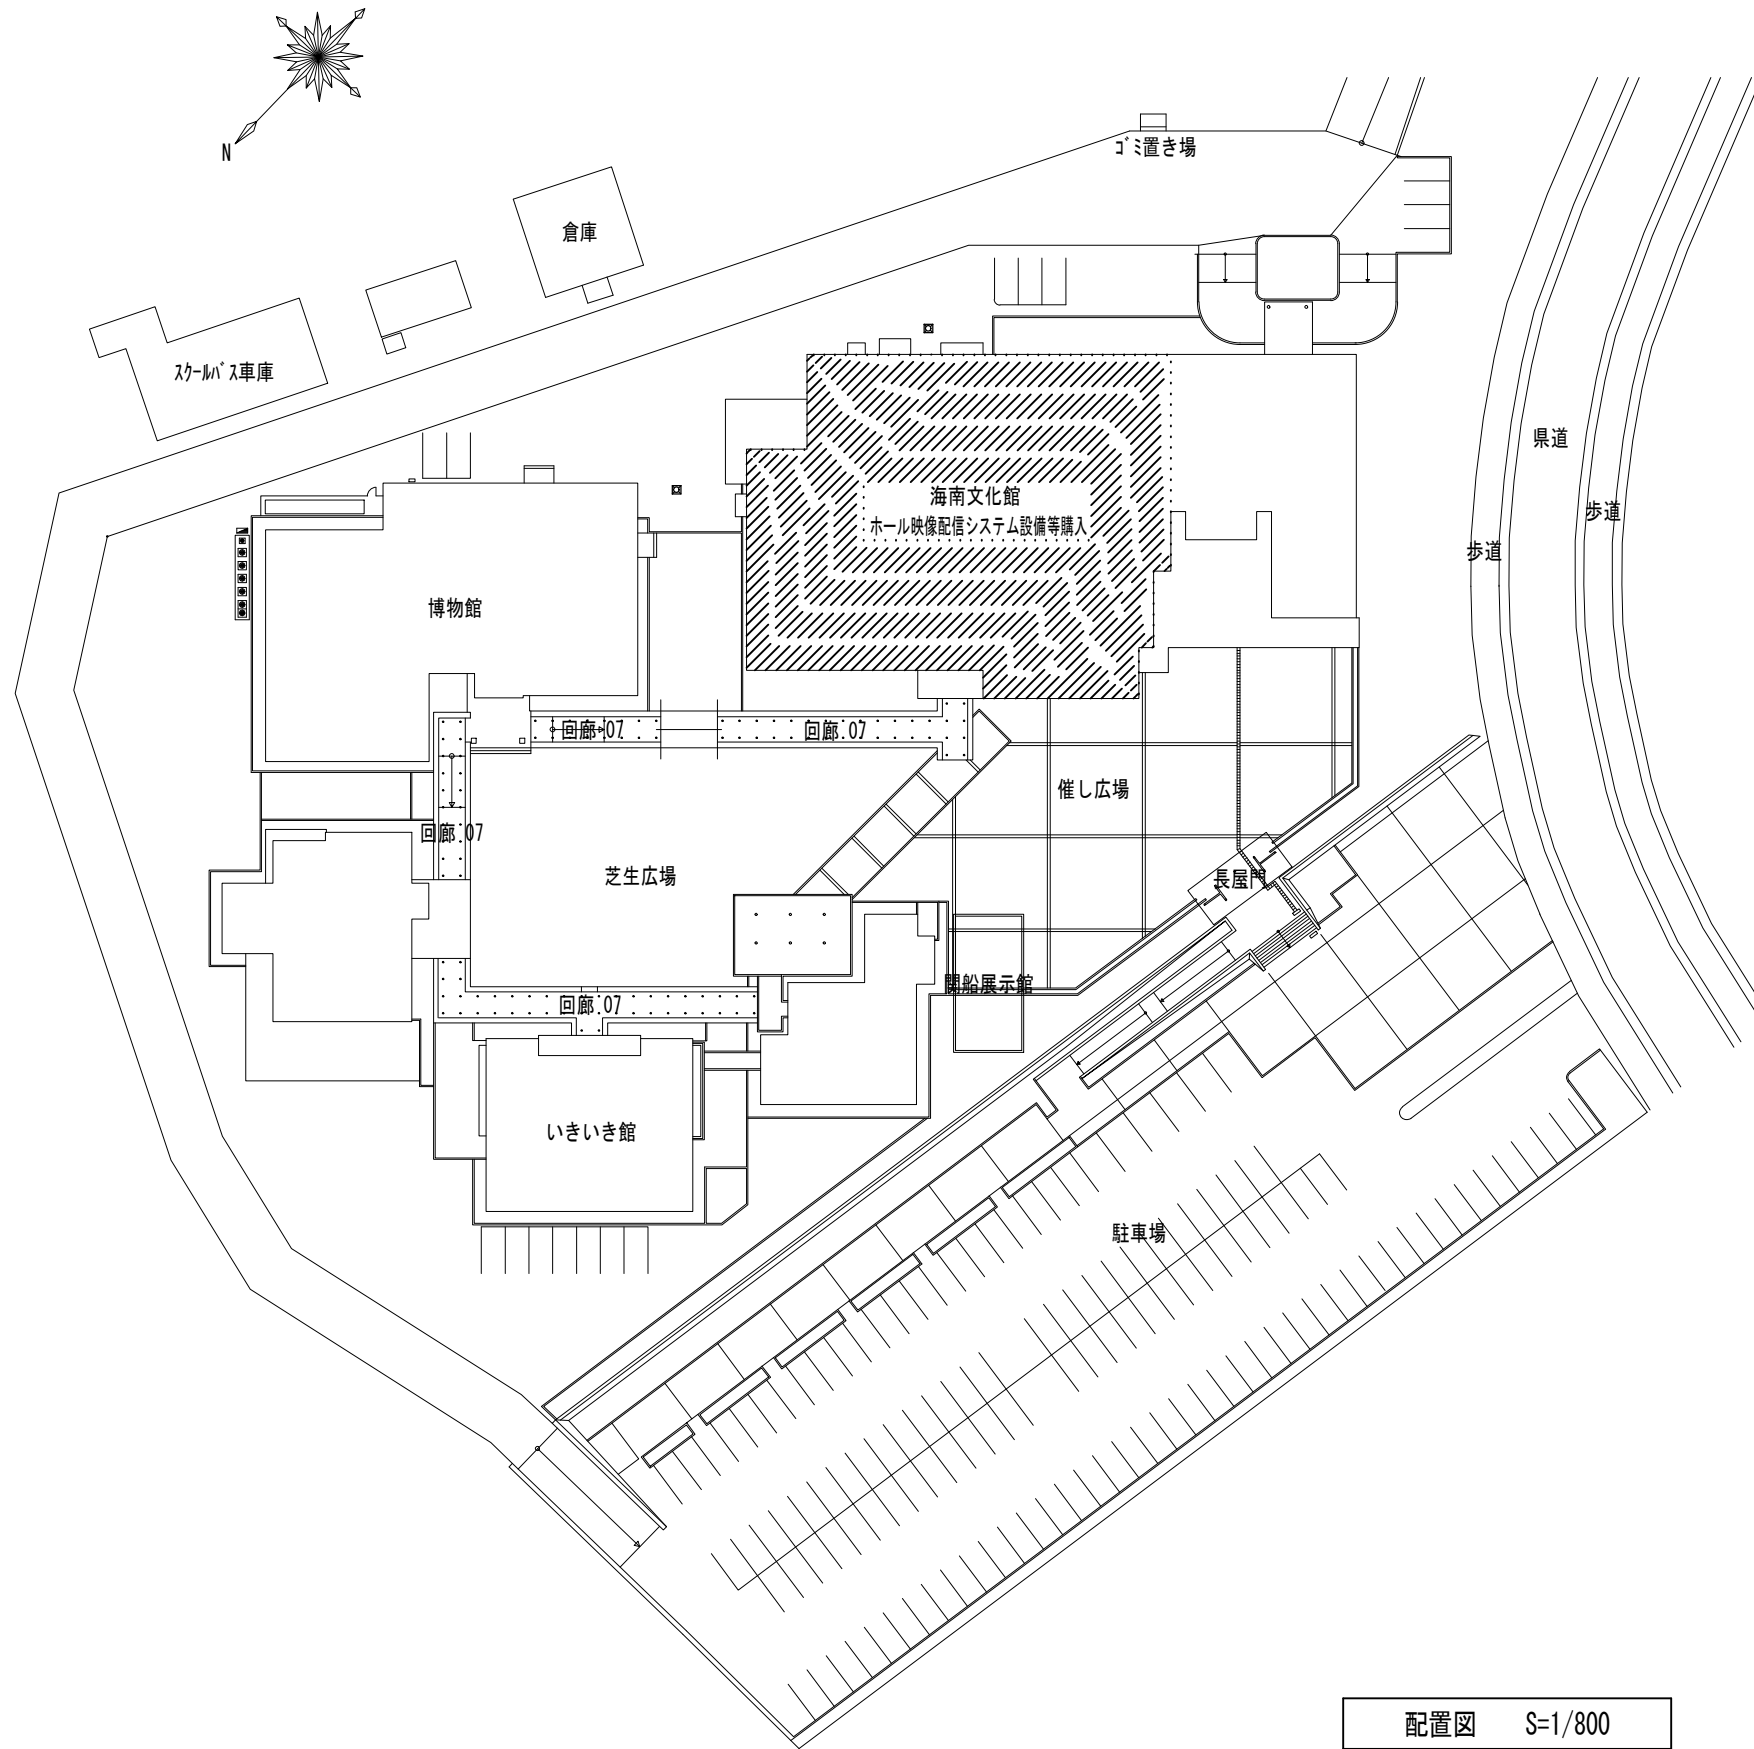 N
ｺﾞﾐ置き場
倉庫
ｽｸｰﾙﾊﾞｽ車庫
県道
海南文化館
ホール映像配信システム設備等購入
歩道
歩道
博物館
回廊.07
回廊.07
催し広場
回廊.07
芝生広場
長屋門
関船展示館
回廊.07
いきいき館
駐車場
配置図 S=1/800